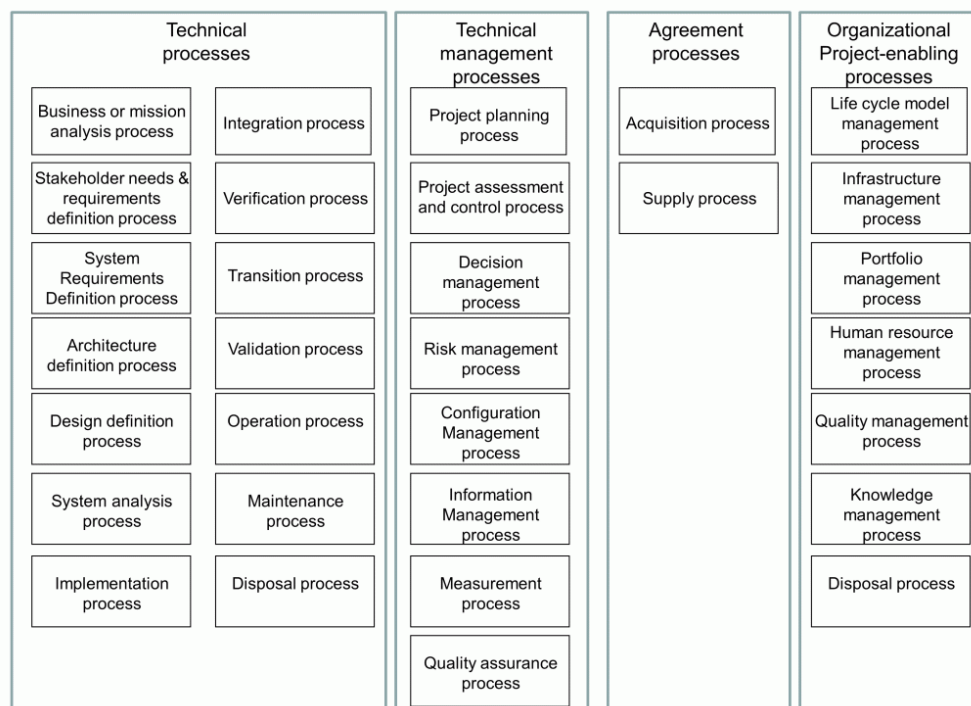 Technical
processes
Business or mission
analysis process
Stakeholder needs &
requirements
definition process
System
Requirements
Definition process
Architecture
definition process
Design definition
process
System analysis
process
Implementation
process
Integration process
Verification process
Transition process
Validation process
Operation process
Maintenance
process
Disposal process
Technical
management
processes
Project planning
process
Project assessment
and control process
Decision
management
process
Risk management
process
Configuration
Management
process
Information
Management
process
Measurement
process
Quality assurance
process
Agreement
processes
Acquisition process
Supply process
Organizational
Project-enabling
processes
Life cycle model
management
process
Infrastructure
management
process
Portfolio
management
process
Human resource
management
process
Quality management
process
Knowledge
management
process
Disposal process